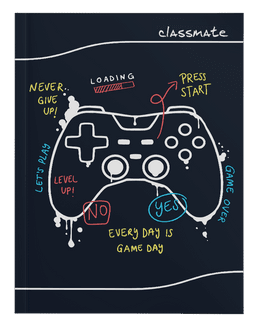 classmate
LOADING
NEVER
GIVE
UP!
PRESS
START
LET'S PLAY
LEVEL
UP!
GAME OVER
NO
YES
EVERY DAY IS
GAME DAY